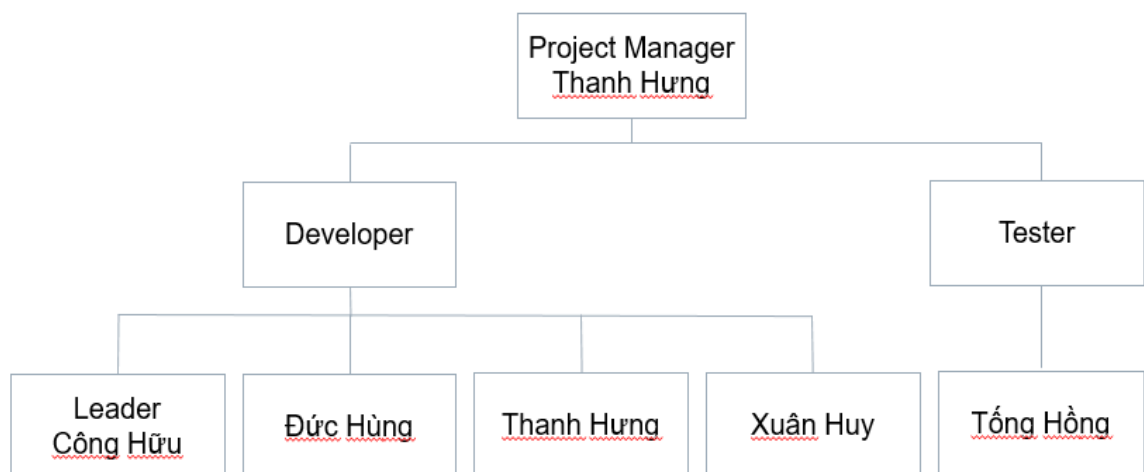 Project Manager
Thanh Hưng
Developer
Tester
Leader
Công Hữu
Đức Hùng
Thanh Hưng
Xuân Huy
Tống Hồng